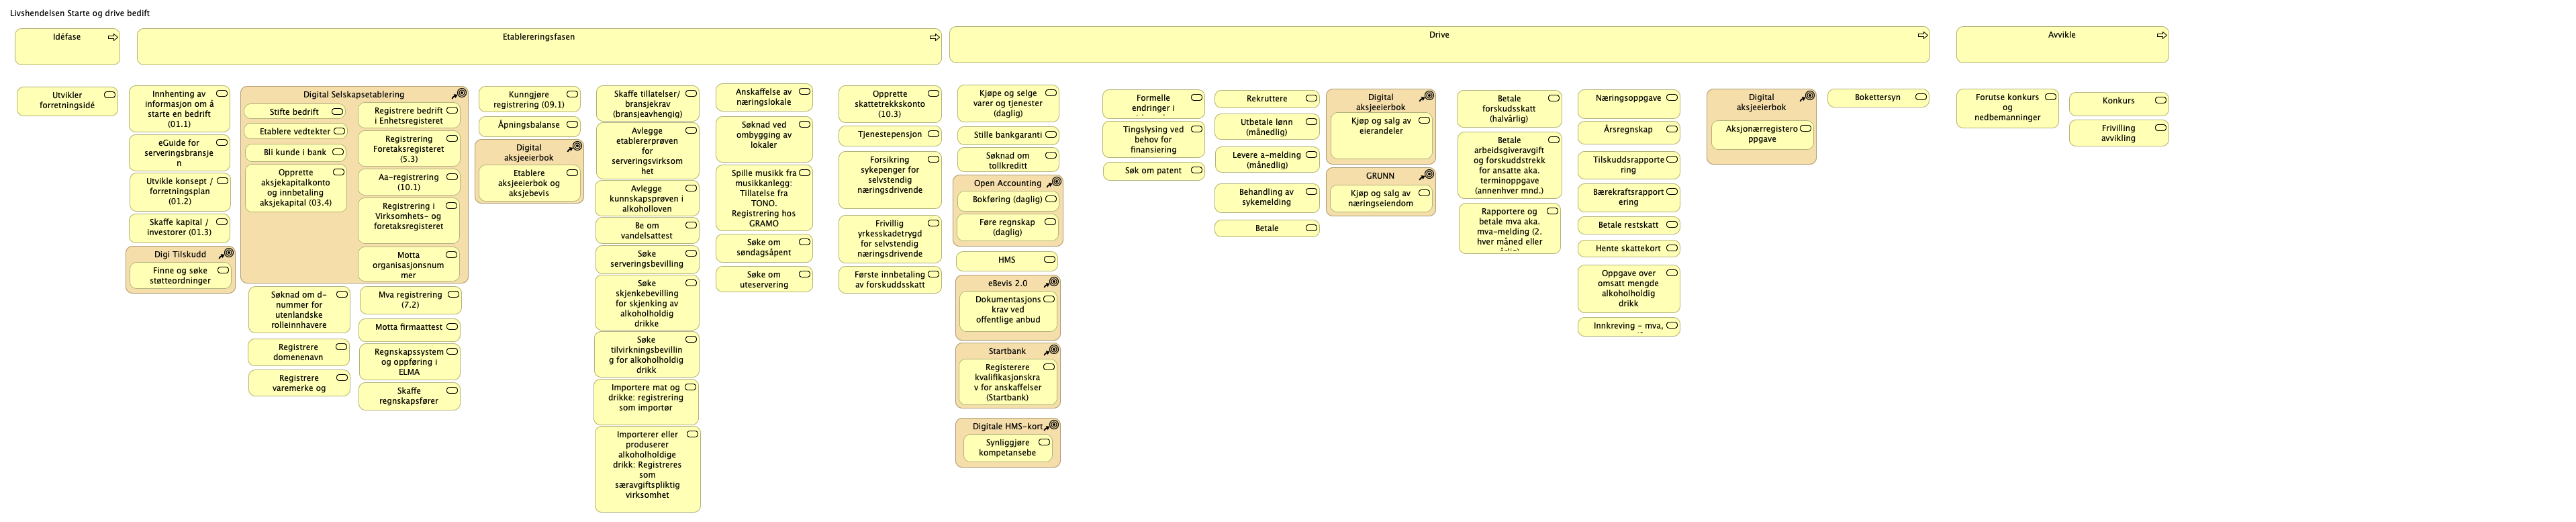 Livshendelsen Starte og drive bedift
Idéfase
Etableringsfasen
Drive
Avvikle
Utvikler
forretningsidé
Innhenting av
informasjon om å
starte en bedrift
(01.1)
eGuide for
serveringsbransje
n
Utvikle konsept /
forretningsplan
(01.2)
Skaffe kapital /
investorer (01.3)
Digi Tilskudd
Finne og søke
støtteordninger
Digital Selskapsetablering
Stifte bedrift
Etablere vedtekter
Bli kunde i bank
Opprette
aksjekapitalkonto
og innbetaling
aksjekapital (03.4)
Registrere bedrift
i Enhetsregisteret
Registrering
Foretaksregisteret
(5.3)
Aa-registrering
(10.1)
Registrering i
Virksomhets- og
foretaksregisteret
Motta
organisasjonsnum
mer
Søknad om d-
nummer for
utenlandske
rolleinnhavere
Registrere
domenenavn
Registrere
varemerke og
Mva registrering
(7.2)
Motta firmaattest
Regnskapssystem
og oppføring i
ELMA
Skaffe
regnskapsfører
Kunngjøre
registrering (09.1)
Åpningsbalanse
Digital
aksjeeierbok
Etablere
aksjeeierbok og
aksjebevis
Skaffe tillatelser/
bransjekrav
(bransjeavhengig)
Avlegge
etablererprøven
for
serveringsvirksom
het
Avlegge
kunnskapsprøven i
alkoholloven
Be om
vandelsattest
Søke
serveringsbevilling
Søke
skjenkebevilling
for skjenking av
alkoholholdig
drikke
Søke
tilvirkningsbevillin
g for alkoholholdig
drikk
Importere mat og
drikke: registrering
som importør
Importerer eller
produserer
alkoholholdige
drikk: Registreres
som
særavgiftspliktig
virksomhet
Anskaffelse av
næringslokale
Søknad ved
ombygging av
lokaler
Spille musikk fra
musikkanlegg:
Tillatelse fra
TONO.
Registrering hos
GRAMO
Søke om
søndagsåpent
Søke om
uteservering
Opprette
skattetrekkskonto
(10.3)
Tjenestepensjon
Forsikring
sykepenger for
selvstendig
næringsdrivende
Frivillig
yrkesskadetrygd
for selvstendig
næringsdrivende
Første innbetaling
av forskuddsskatt
Kjøpe og selge
varer og tjenester
(daglig)
Stille bankgaranti
Søknad om
tollkreditt
Open Accounting
Bokføring (daglig)
Føre regnskap
(daglig)
HMS
eBevis 2.0
Dokumentasjons
krav ved
offentlige anbud
Startbank
Registerere
kvalifikasjonskra
v for anskaffelser
(Startbank)
Digitale HMS-kort
Synliggjøre
kompetansebe
Formelle
endringer i
Tingslysing ved
behov for
finansiering
Søk om patent
Rekruttere
Utbetale lønn
(månedlig)
Levere a-melding
(månedlig)
Behandling av
sykemelding
Betale
Digital
aksjeeierbok
Kjøp og salg av
eierandeler
GRUNN
Kjøp og salg av
næringseiendom
Betale
forskudsskatt
(halvårlig)
Betale
arbeidsgiveravgift
og forskuddstrekk
for ansatte aka.
terminoppgave
(annenhver mnd.)
Rapportere og
betale mva aka.
mva-melding (2.
hver måned eller
Næringsoppgave
Årsregnskap
Tilskuddsrapporte
ring
Bærekraftsrapport
ering
Betale restskatt
Hente skattekort
Oppgave over
omsatt mengde
alkoholholdig
drikk
Innkreving - mva,
Digital
aksjeeierbok
Aksjonærregistero
ppgave
Bokettersyn
Forutse konkurs
og
nedbemanninger
Konkurs
Frivilling
avvikling